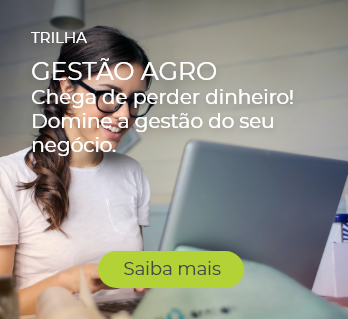 TRILHA
GESTÃO AGRO
Chega de perder dinheiro!
Domine a gestão do seu
negócio.
Saiba mais